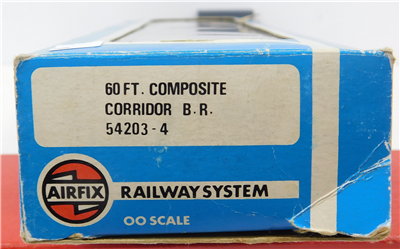 60 FT. COMPOSITE
CORRIDOR B.R.
54203-4
AIRFIX RAILWAY SYSTEM
OO SCALE